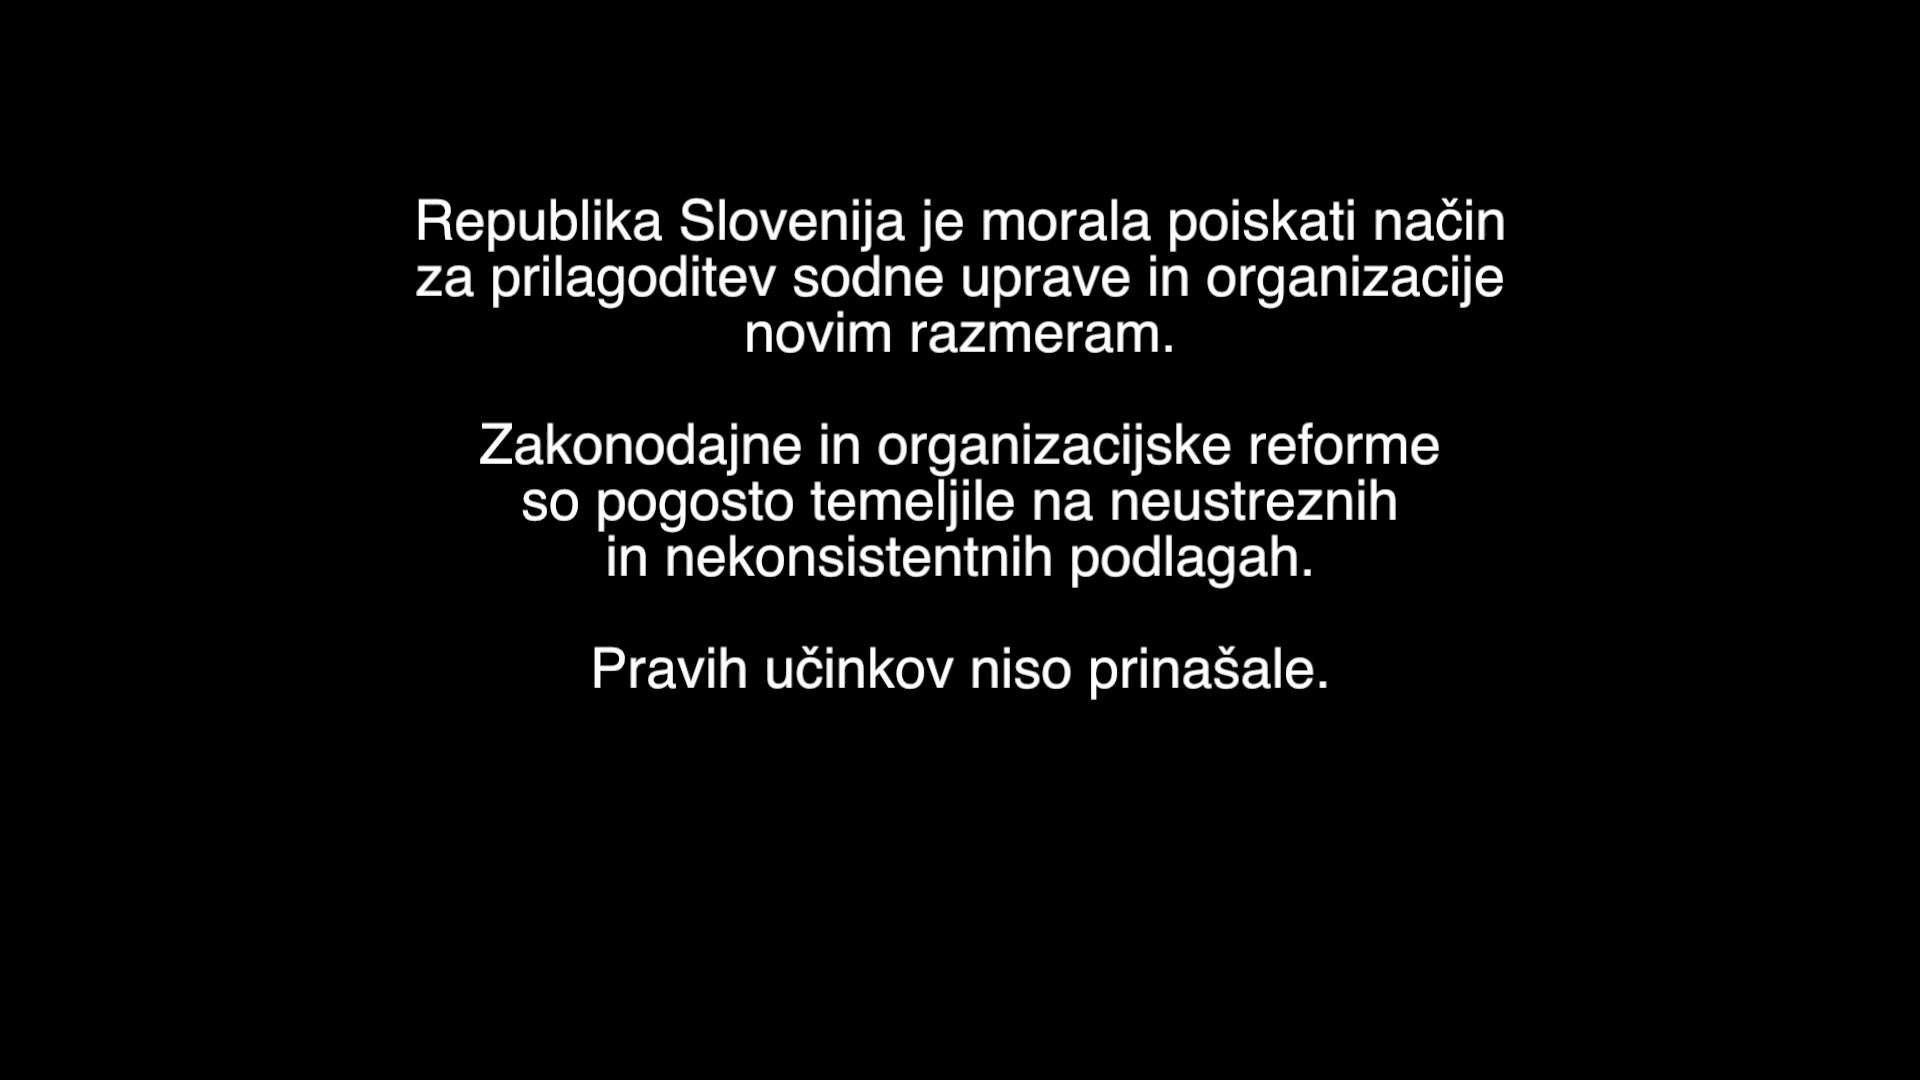 Republika Slovenija je morala poiskati način
za prilagoditev sodne uprave in organizacije
novim razmeram.
Zakonodajne in organizacijske reforme
so pogosto temeljile na neustreznih
in nekonsistentnih podlagah.
Pravih učinkov niso prinašale.